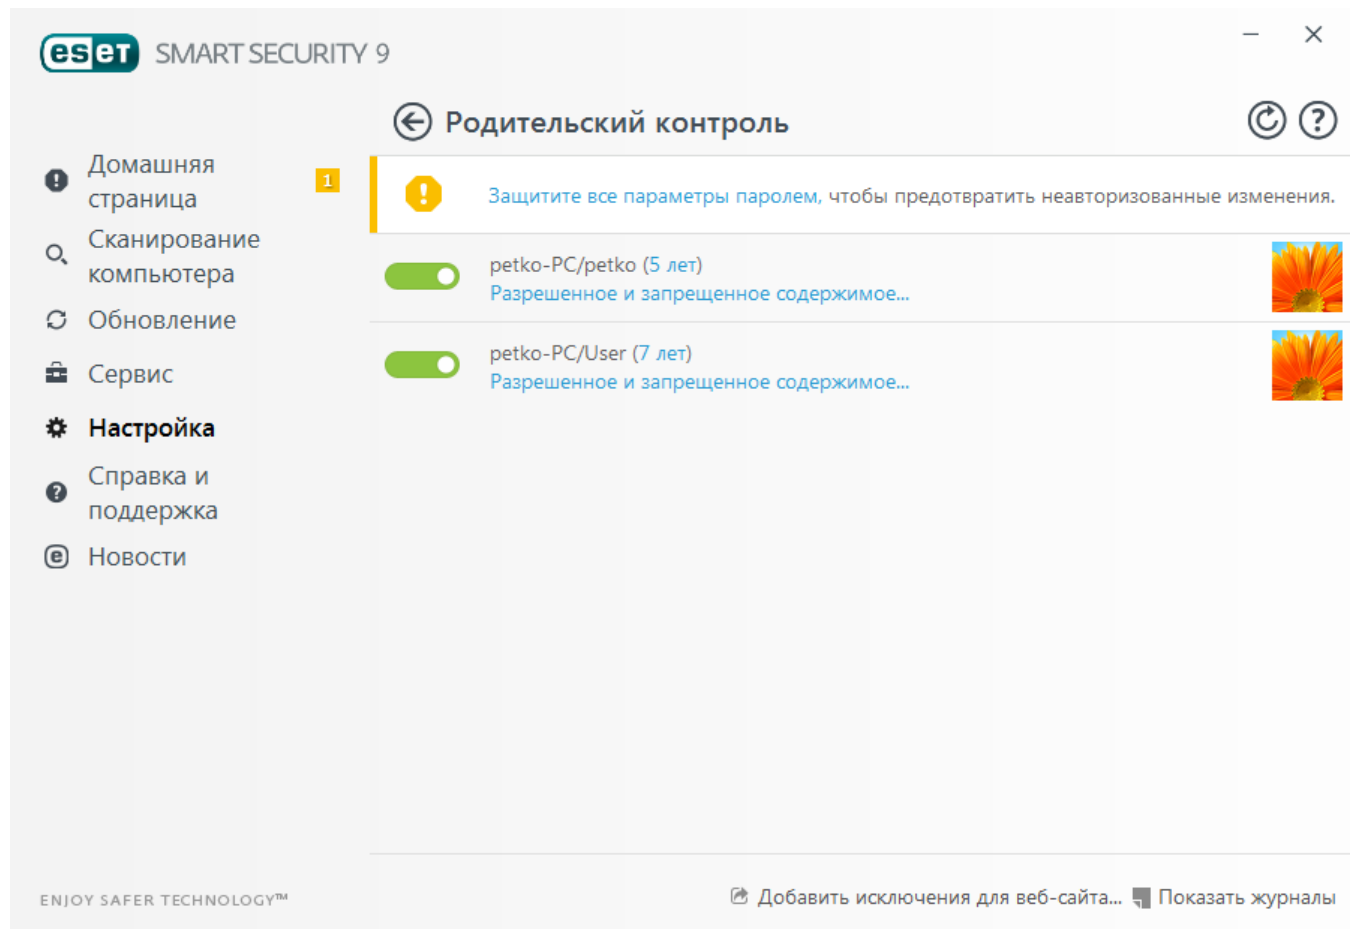 eset SMART SECURITY 9
Родительский контроль
Домашняя
страница
1
Сканирование
компьютера
Обновление
Сервис
Настройка
Справка и
поддержка
Новости
Защитите все параметры паролем, чтобы предотвратить неавторизованные изменения.
petko-PC/petko (5 лет)
Разрешенное и запрещенное содержимое...
petko-PC/User (7 лет)
Разрешенное и запрещенное содержимое...
ENJOY SAFER TECHNOLOGY™
Добавить исключения для веб-сайта... Показать журналы